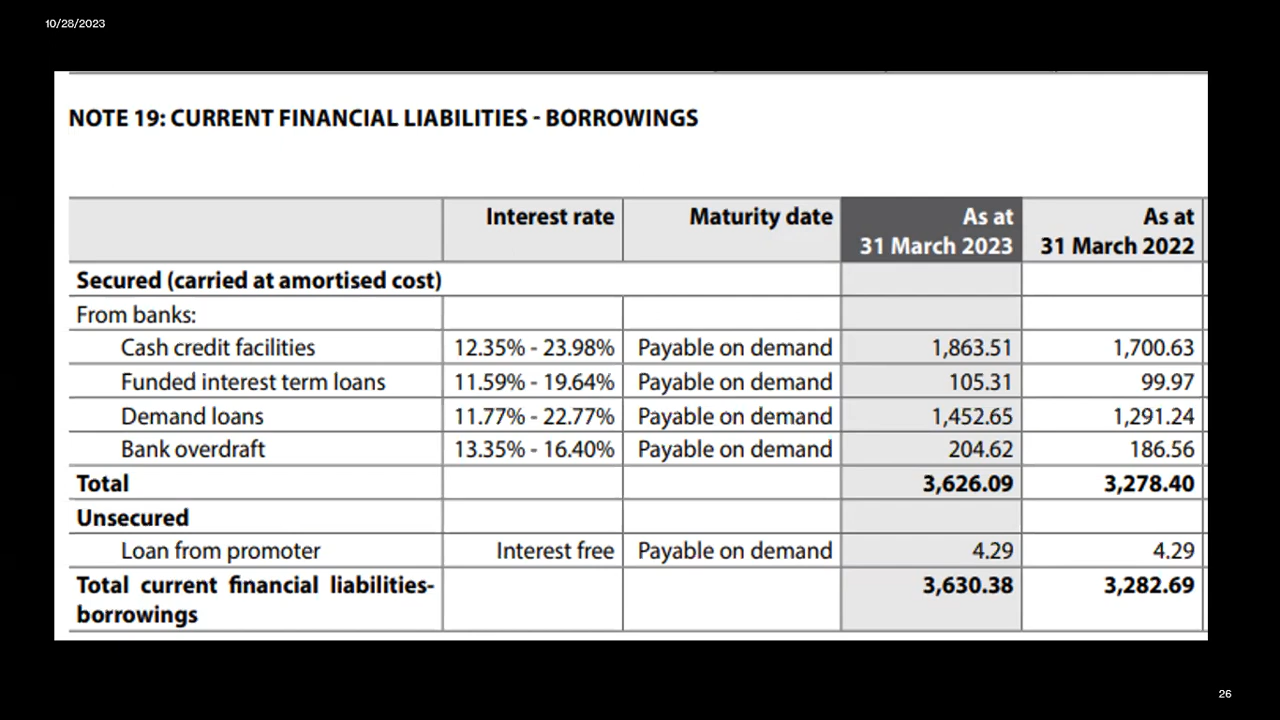 10/28/2023
NOTE 19: CURRENT FINANCIAL LIABILITIES - BORROWINGS
Interest rate Maturity date As at 31 March 2023 As at 31 March 2022
Secured (carried at amortised cost)
From banks:
Cash credit facilities 12.35% - 23.98% Payable on demand 1,863.51 1,700.63
Funded interest term loans 11.59% - 19.64% Payable on demand 105.31 99.97
Demand loans 11.77% - 22.77% Payable on demand 1,452.65 1,291.24
Bank overdraft 13.35% - 16.40% Payable on demand 204.62 186.56
Total 3,626.09 3,278.40
Unsecured
Loan from promoter Interest free Payable on demand 4.29 4.29
Total current financial liabilities- 3,630.38 3,282.69
borrowings
26